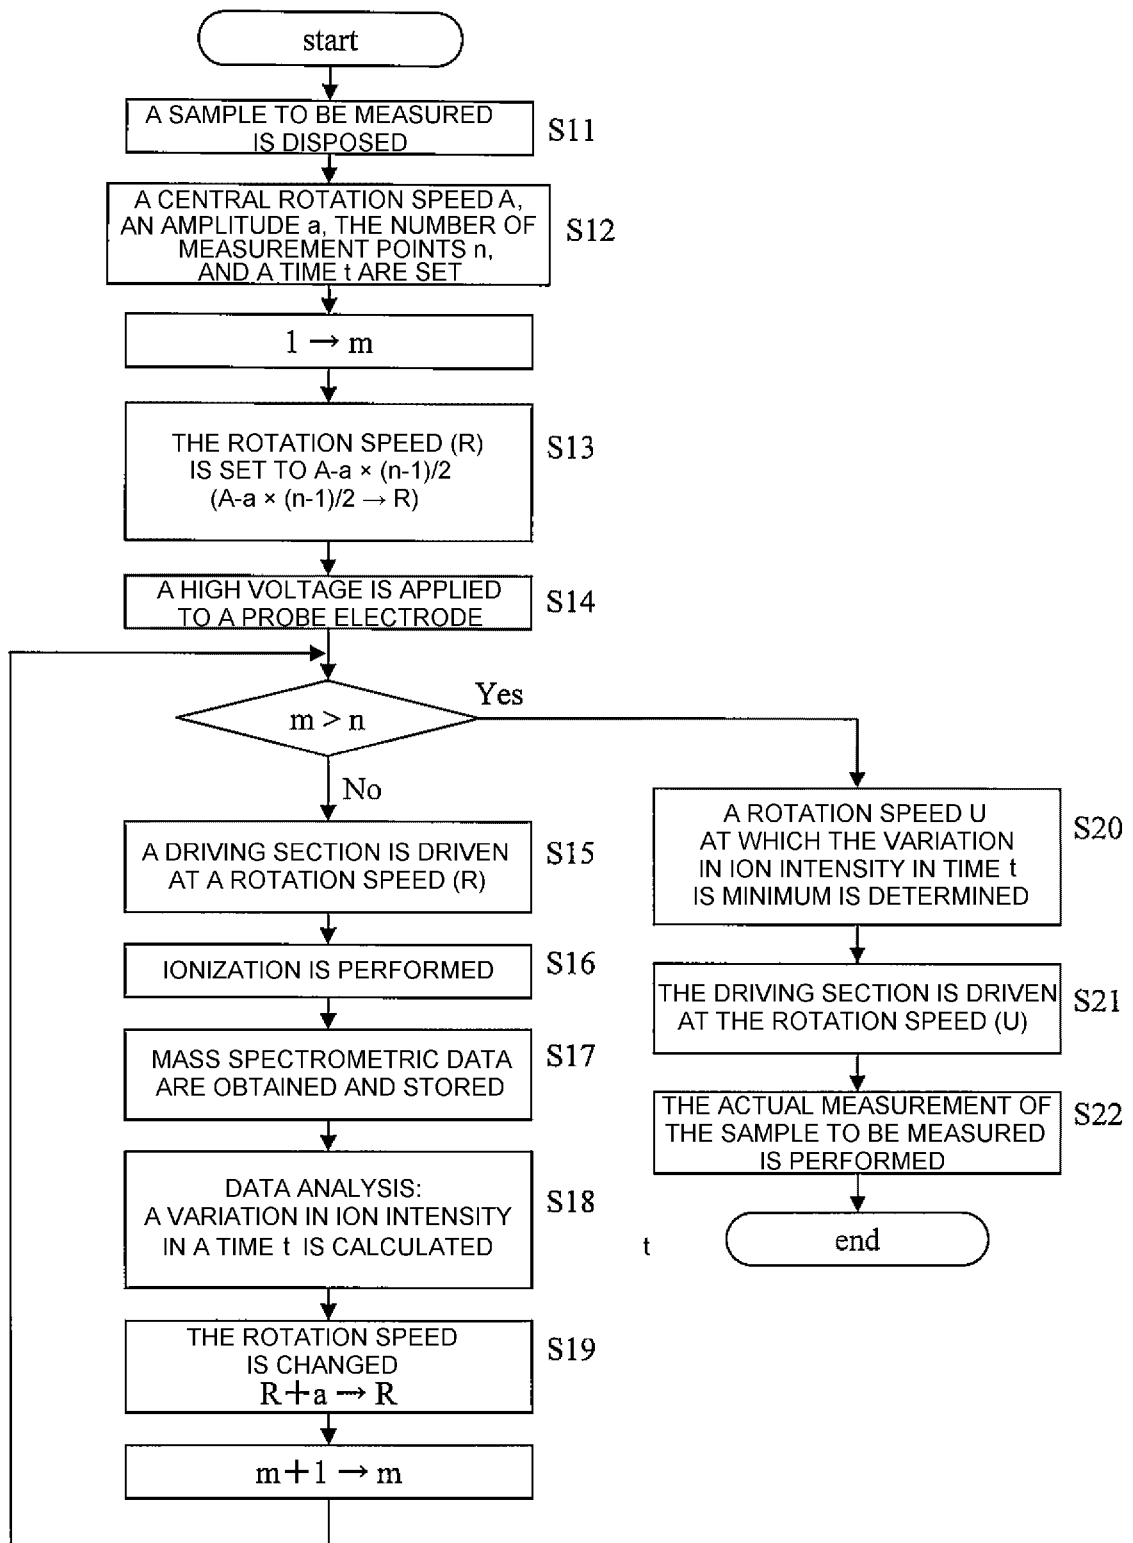 start
A SAMPLE TO BE MEASURED
IS DISPOSED
S11
A CENTRAL ROTATION SPEED A,
AN AMPLITUDE a, THE NUMBER OF
MEASUREMENT POINTS n,
AND A TIME t ARE SET
S12
1 → m
THE ROTATION SPEED (R)
IS SET TO A-a × (n-1)/2
(A-a × (n-1)/2 → R)
S13
A HIGH VOLTAGE IS APPLIED
TO A PROBE ELECTRODE
S14
m > n
Yes
No
A DRIVING SECTION IS DRIVEN
AT A ROTATION SPEED (R)
S15
IONIZATION IS PERFORMED
S16
MASS SPECTROMETRIC DATA
ARE OBTAINED AND STORED
S17
DATA ANALYSIS:
A VARIATION IN ION INTENSITY
IN A TIME t IS CALCULATED
S18
THE ROTATION SPEED
IS CHANGED
R+a → R
S19
m+1 → m
A ROTATION SPEED U
AT WHICH THE VARIATION
IN ION INTENSITY IN TIME t
IS MINIMUM IS DETERMINED
S20
THE DRIVING SECTION IS DRIVEN
AT THE ROTATION SPEED (U)
S21
THE ACTUAL MEASUREMENT OF
THE SAMPLE TO BE MEASURED
IS PERFORMED
S22
t
end